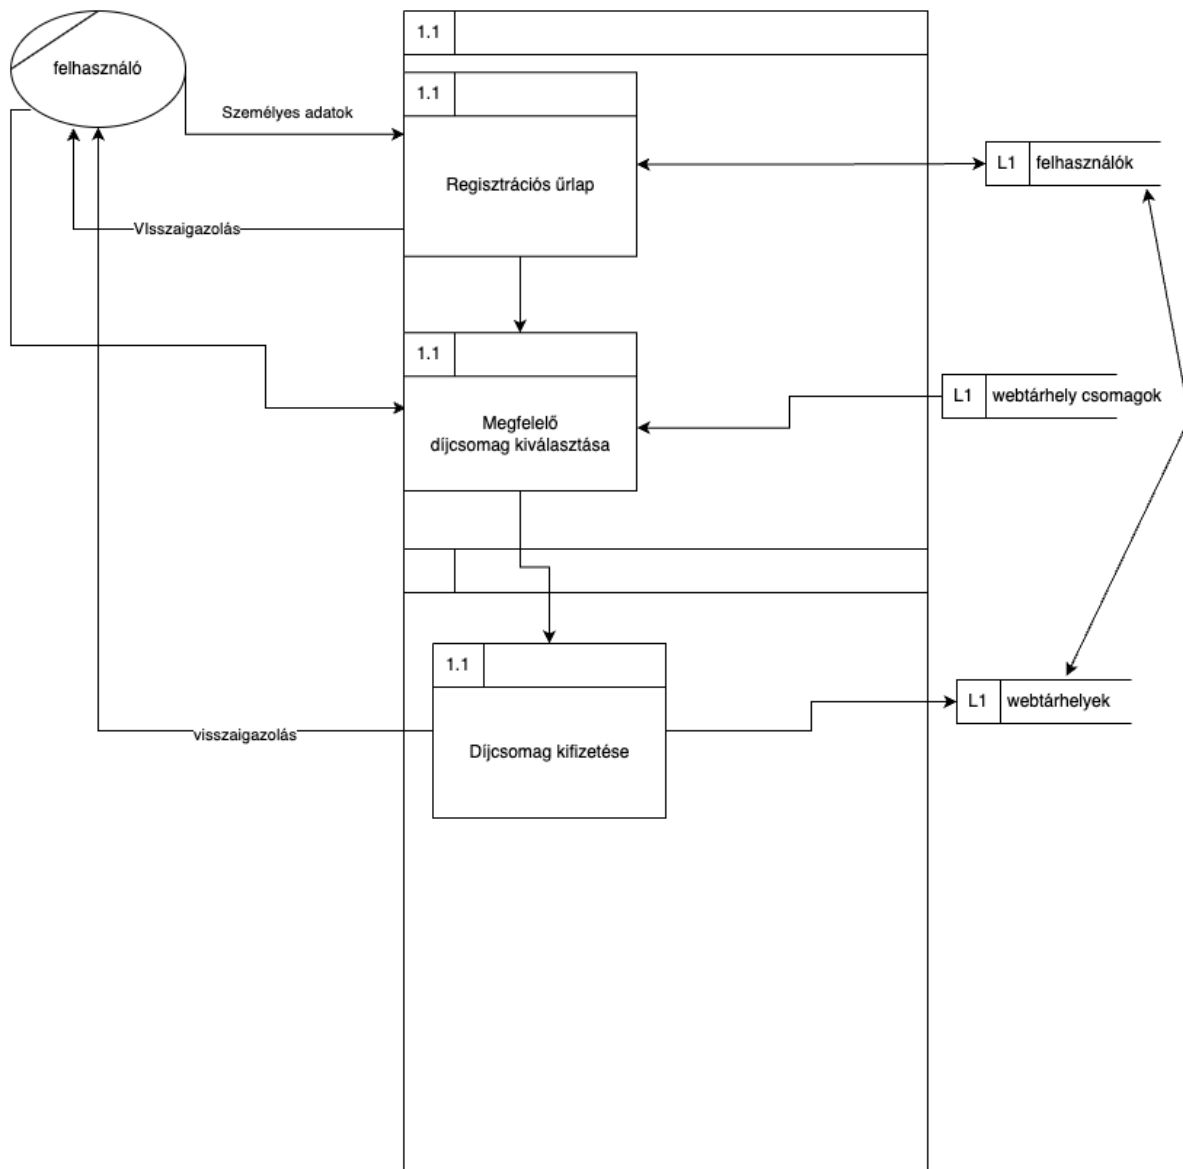 1.1
felhasználó
1.1
Személyes adatok
Regisztrációs űrlap
L1 felhasználók
VIsszaigazolás
1.1
Megfelelő
díjcsomag kiválasztása
L1 webtárhely csomagok
1.1
L1 webtárhelyek
visszaigazolás
Díjcsomag kifizetése